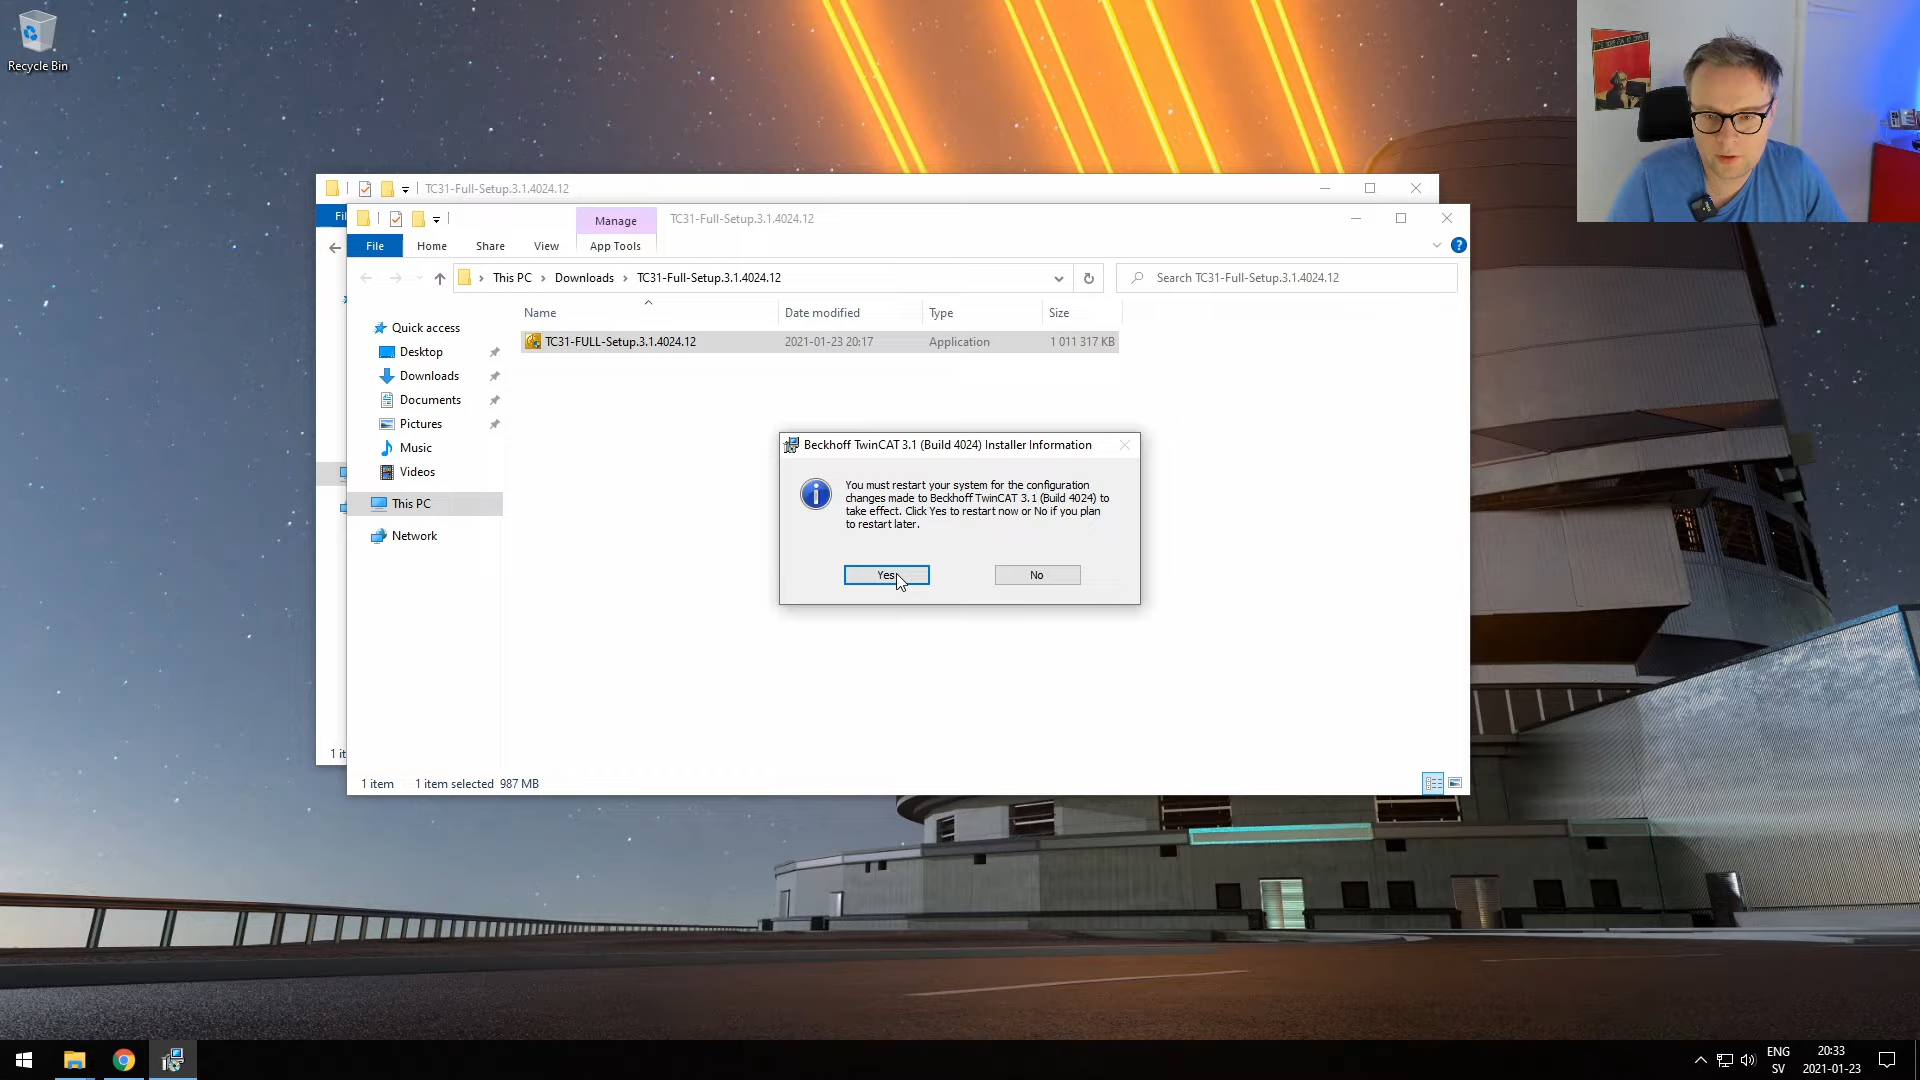 Recycle Bin
TC31-Full-Setup.3.1.4024.12
Fil
Manage
TC31-Full-Setup.3.1.4024.12
File
Home
Share
View
App Tools
This PC
Downloads
TC31-Full-Setup.3.1.4024.12
Search TC31-Full-Setup.3.1.4024.12
Name
Date modified
Type
Size
TC31-FULL-Setup.3.1.4024.12
2021-01-23 20:17
Application
1 011 317 KB
Quick access
Desktop
Downloads
Documents
Pictures
Music
Videos
This PC
Network
Beckhoff TwinCAT 3.1 (Build 4024) Installer Information
You must restart your system for the configuration
changes made to Beckhoff TwinCAT 3.1 (Build 4024) to
take effect. Click Yes to restart now or No if you plan
to restart later.
Yes
No
1 it
1 item
1 item selected
987 MB
ENG
SV
20:33
2021-01-23